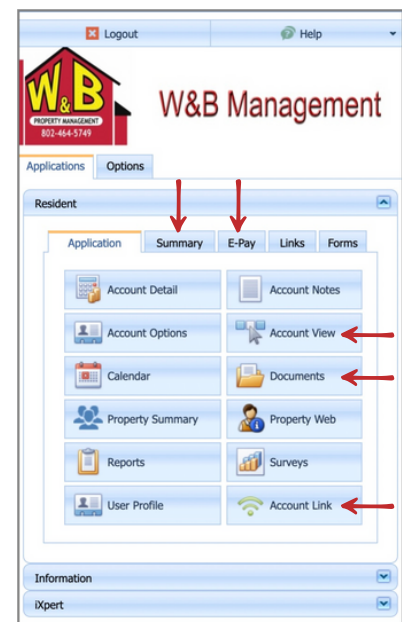 Logout Help
W&B
PROPERTY MANAGEMENT
802-464-5749
W&B Management
Applications Options
Resident
Application Summary E-Pay Links Forms
Account Detail Account Notes
Account Options Account View
Calendar Documents
Property Summary Property Web
Reports Surveys
User Profile Account Link
Information
iXpert